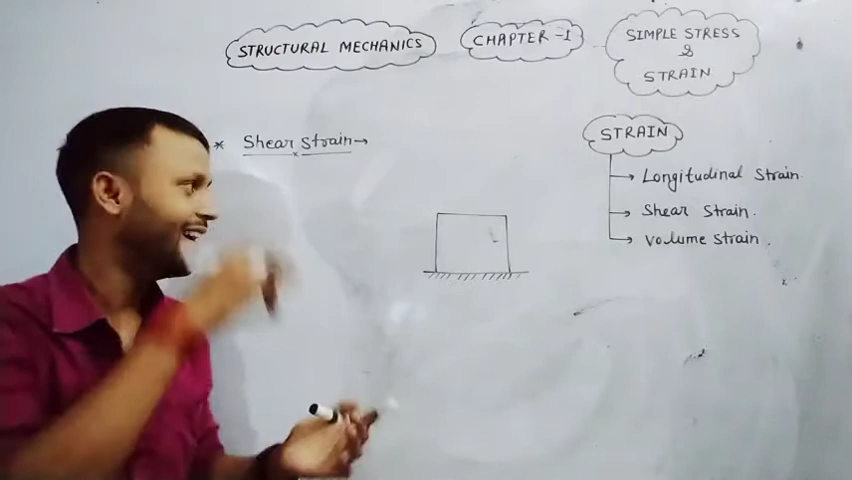 STRUCTURAL MECHANICS
CHAPTER - I
SIMPLE STRESS
&
STRAIN
* Shear strain →
STRAIN
→ Longitudinal strain.
→ Shear strain.
→ volume strain.